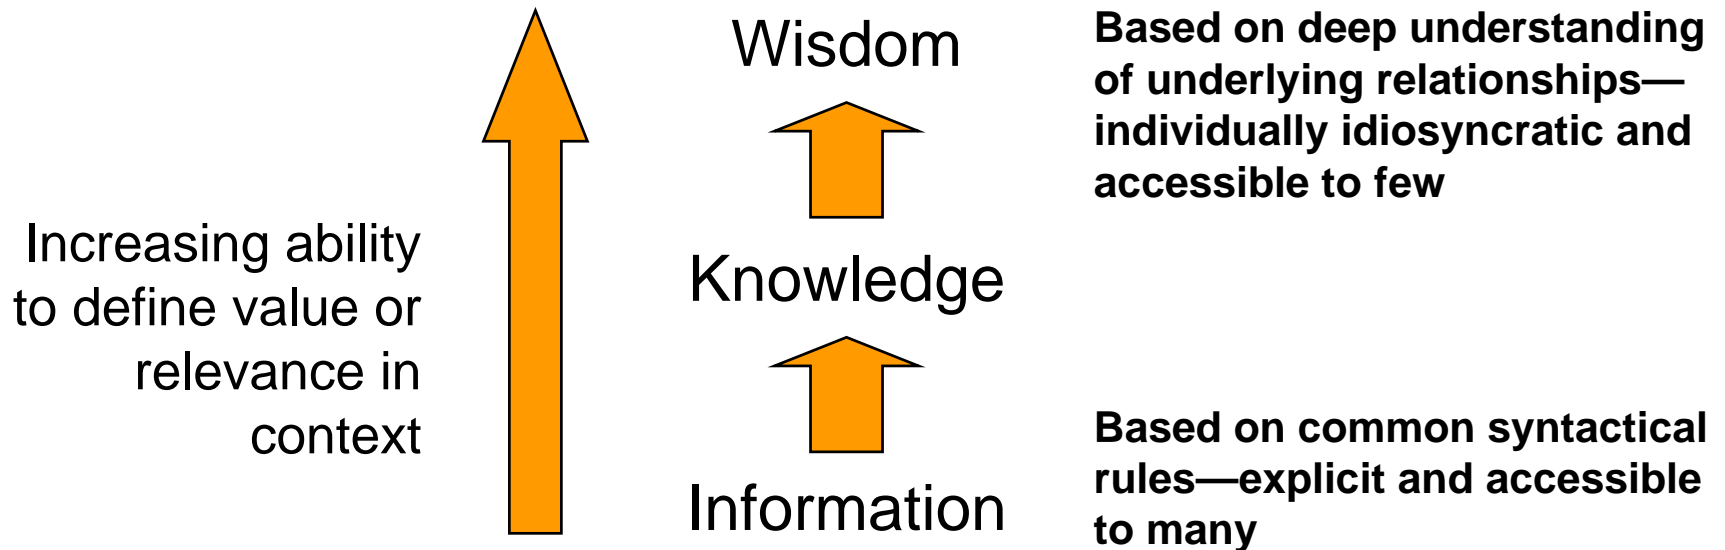 Increasing ability
to define value or
relevance in
context
Wisdom
Knowledge
Information
Based on deep understanding
of underlying relationships—
individually idiosyncratic and
accessible to few
Based on common syntactical
rules—explicit and accessible
to many